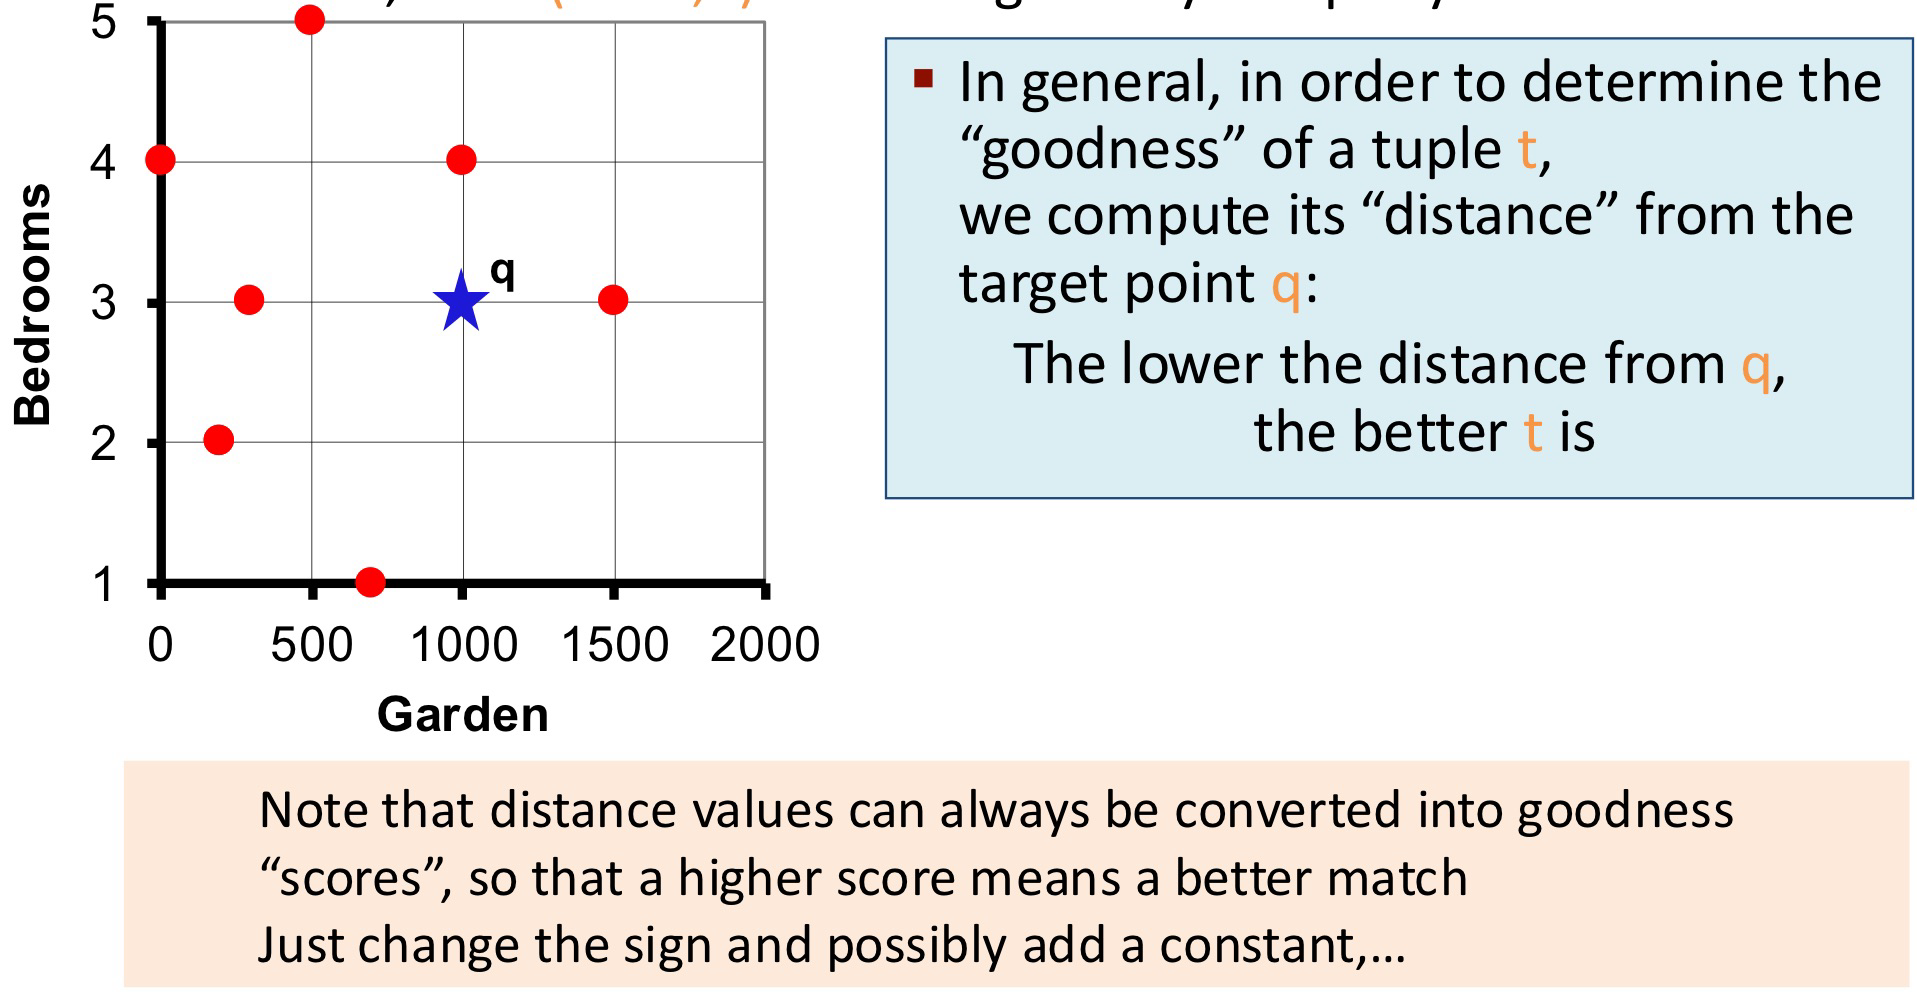 5
4
3
2
1
Bedrooms
q
0 500 1000 1500 2000
Garden
▪ In general, in order to determine the
“goodness” of a tuple t,
we compute its “distance” from the
target point q:
The lower the distance from q,
the better t is
Note that distance values can always be converted into goodness
“scores”, so that a higher score means a better match
Just change the sign and possibly add a constant,…